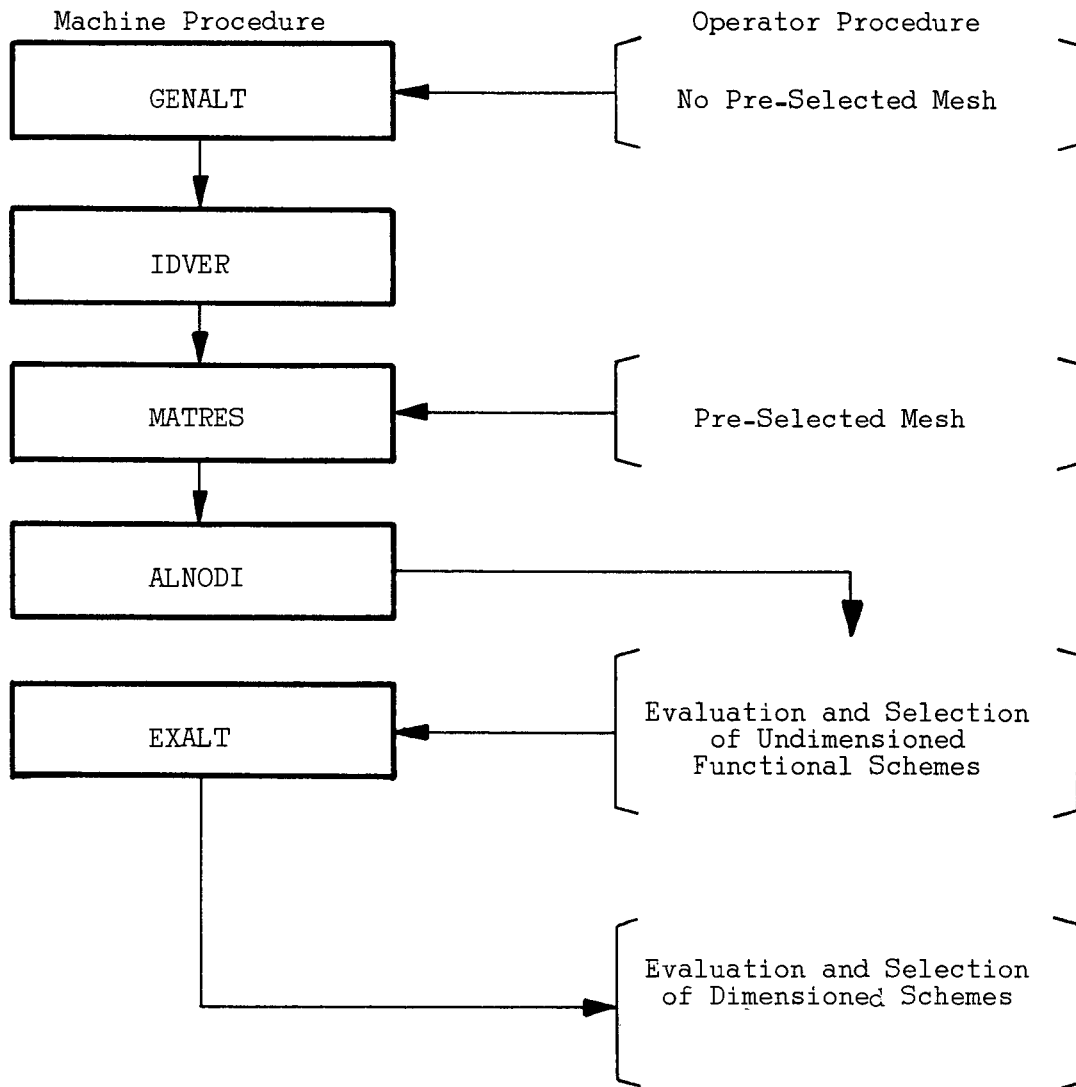 Machine Procedure
Operator Procedure
GENALT
No Pre-Selected Mesh
IDVER
MATRES
Pre-Selected Mesh
ALNODI
EXALT
Evaluation and Selection
of Undimensioned
Functional Schemes
Evaluation and Selection
of Dimensioned Schemes